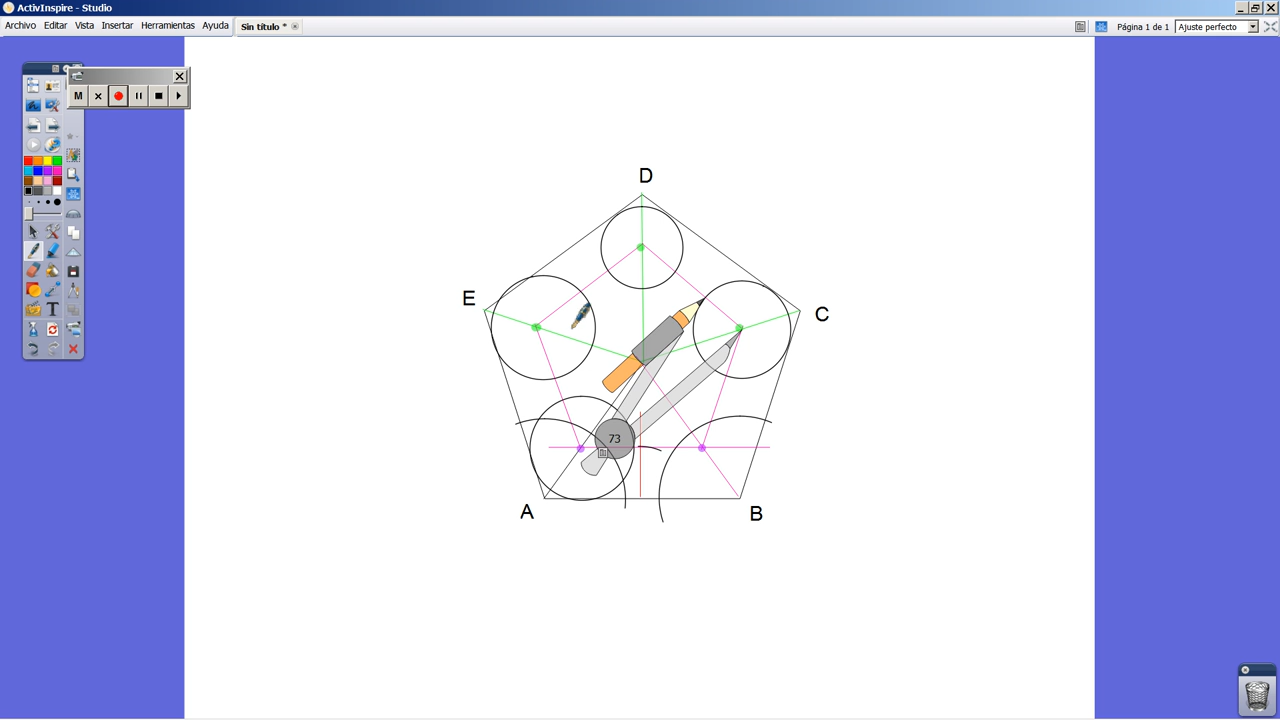 ActivInspire - Studio
Archivo Editar Vista Insertar Herramientas Ayuda Sin título * Página 1 de 1 Ajuste perfecto
M
T
D
E
C
73
A
B